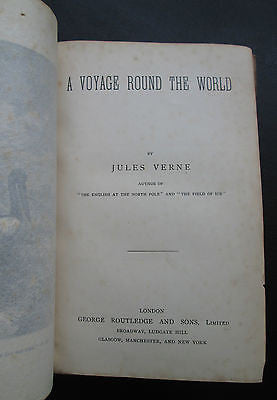 A VOYAGE ROUND THE WORLD
BY
JULES VERNE
AUTHOR OF
"THE ENGLISH AT THE NORTH POLE" AND "THE FIELD OF ICE"
LONDON
GEORGE ROUTLEDGE AND SONS, LIMITED
BROADWAY, LUDGATE HILL
GLASGOW, MANCHESTER, AND NEW YORK